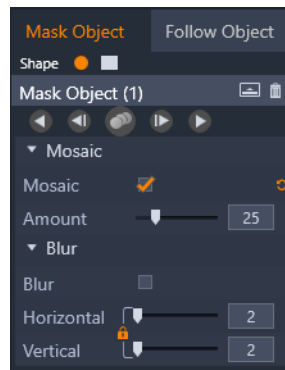 Mask Object Follow Object
Shape
Mask Object (1)
Mosaic
Mosaic
Amount 25
Blur
Blur
Horizontal 2
Vertical 2